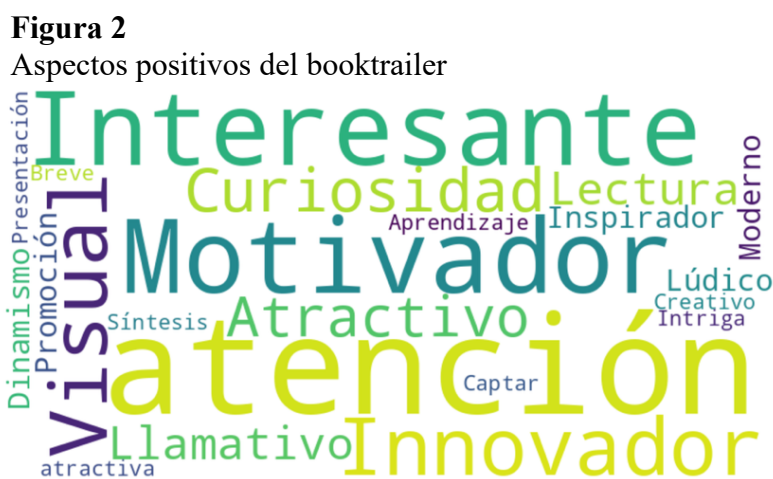 Figura 2
Aspectos positivos del booktrailer
Interesante
Presentación
Breve
Curiosidad
Lectura
Moderno
Visual
Aprendizaje
Inspirador
Motivador
Promoción
Dinamismo
Lúdico
Creativo
Intriga
Síntesis
Atractivo
atención
Captar
Llamativo
Innovador
atractiva